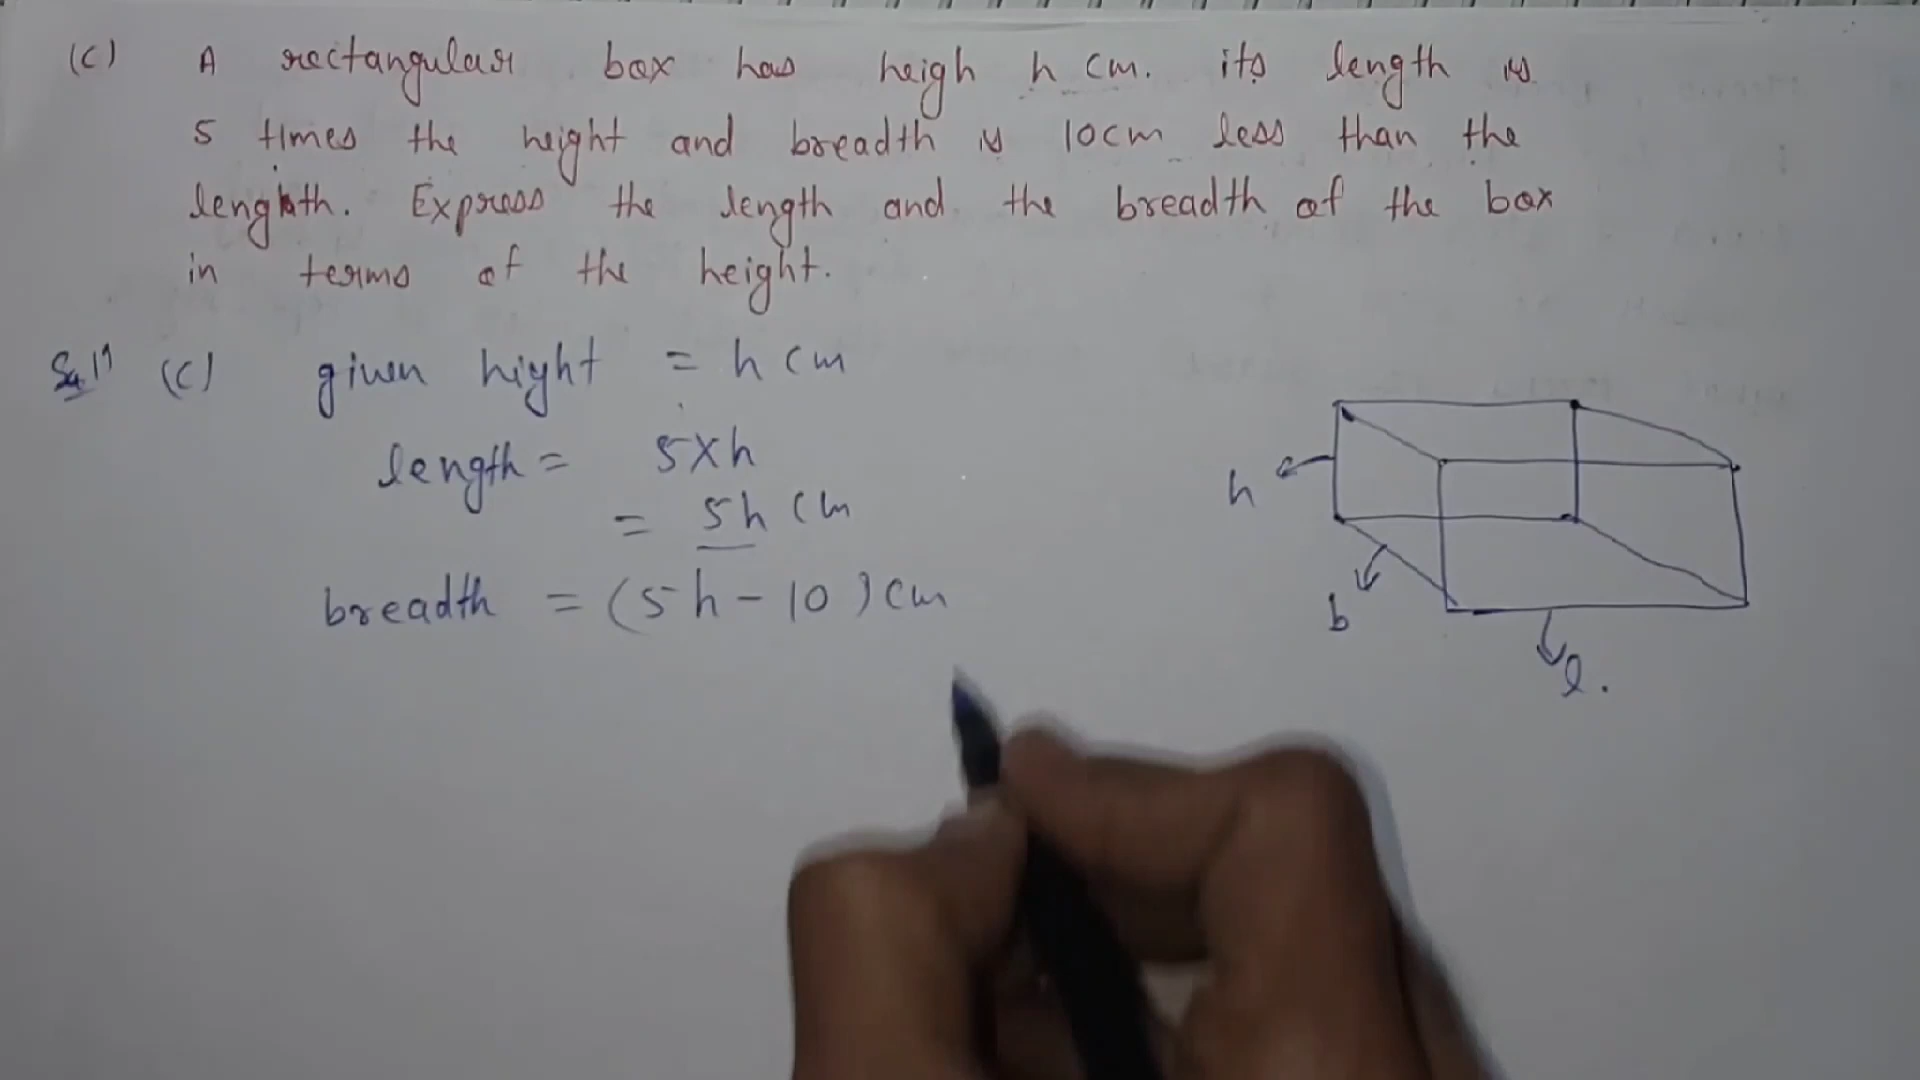 (c) A rectangular box has heigh h cm. its length is
5 times the height and breadth is 10cm less than the
length. Express the length and the breadth of the box
in terms of the height.
Sol^n (c) given hight = h cm
length = 5xh
= 5h cm
breadth = (5h - 10) cm
h
b
l.